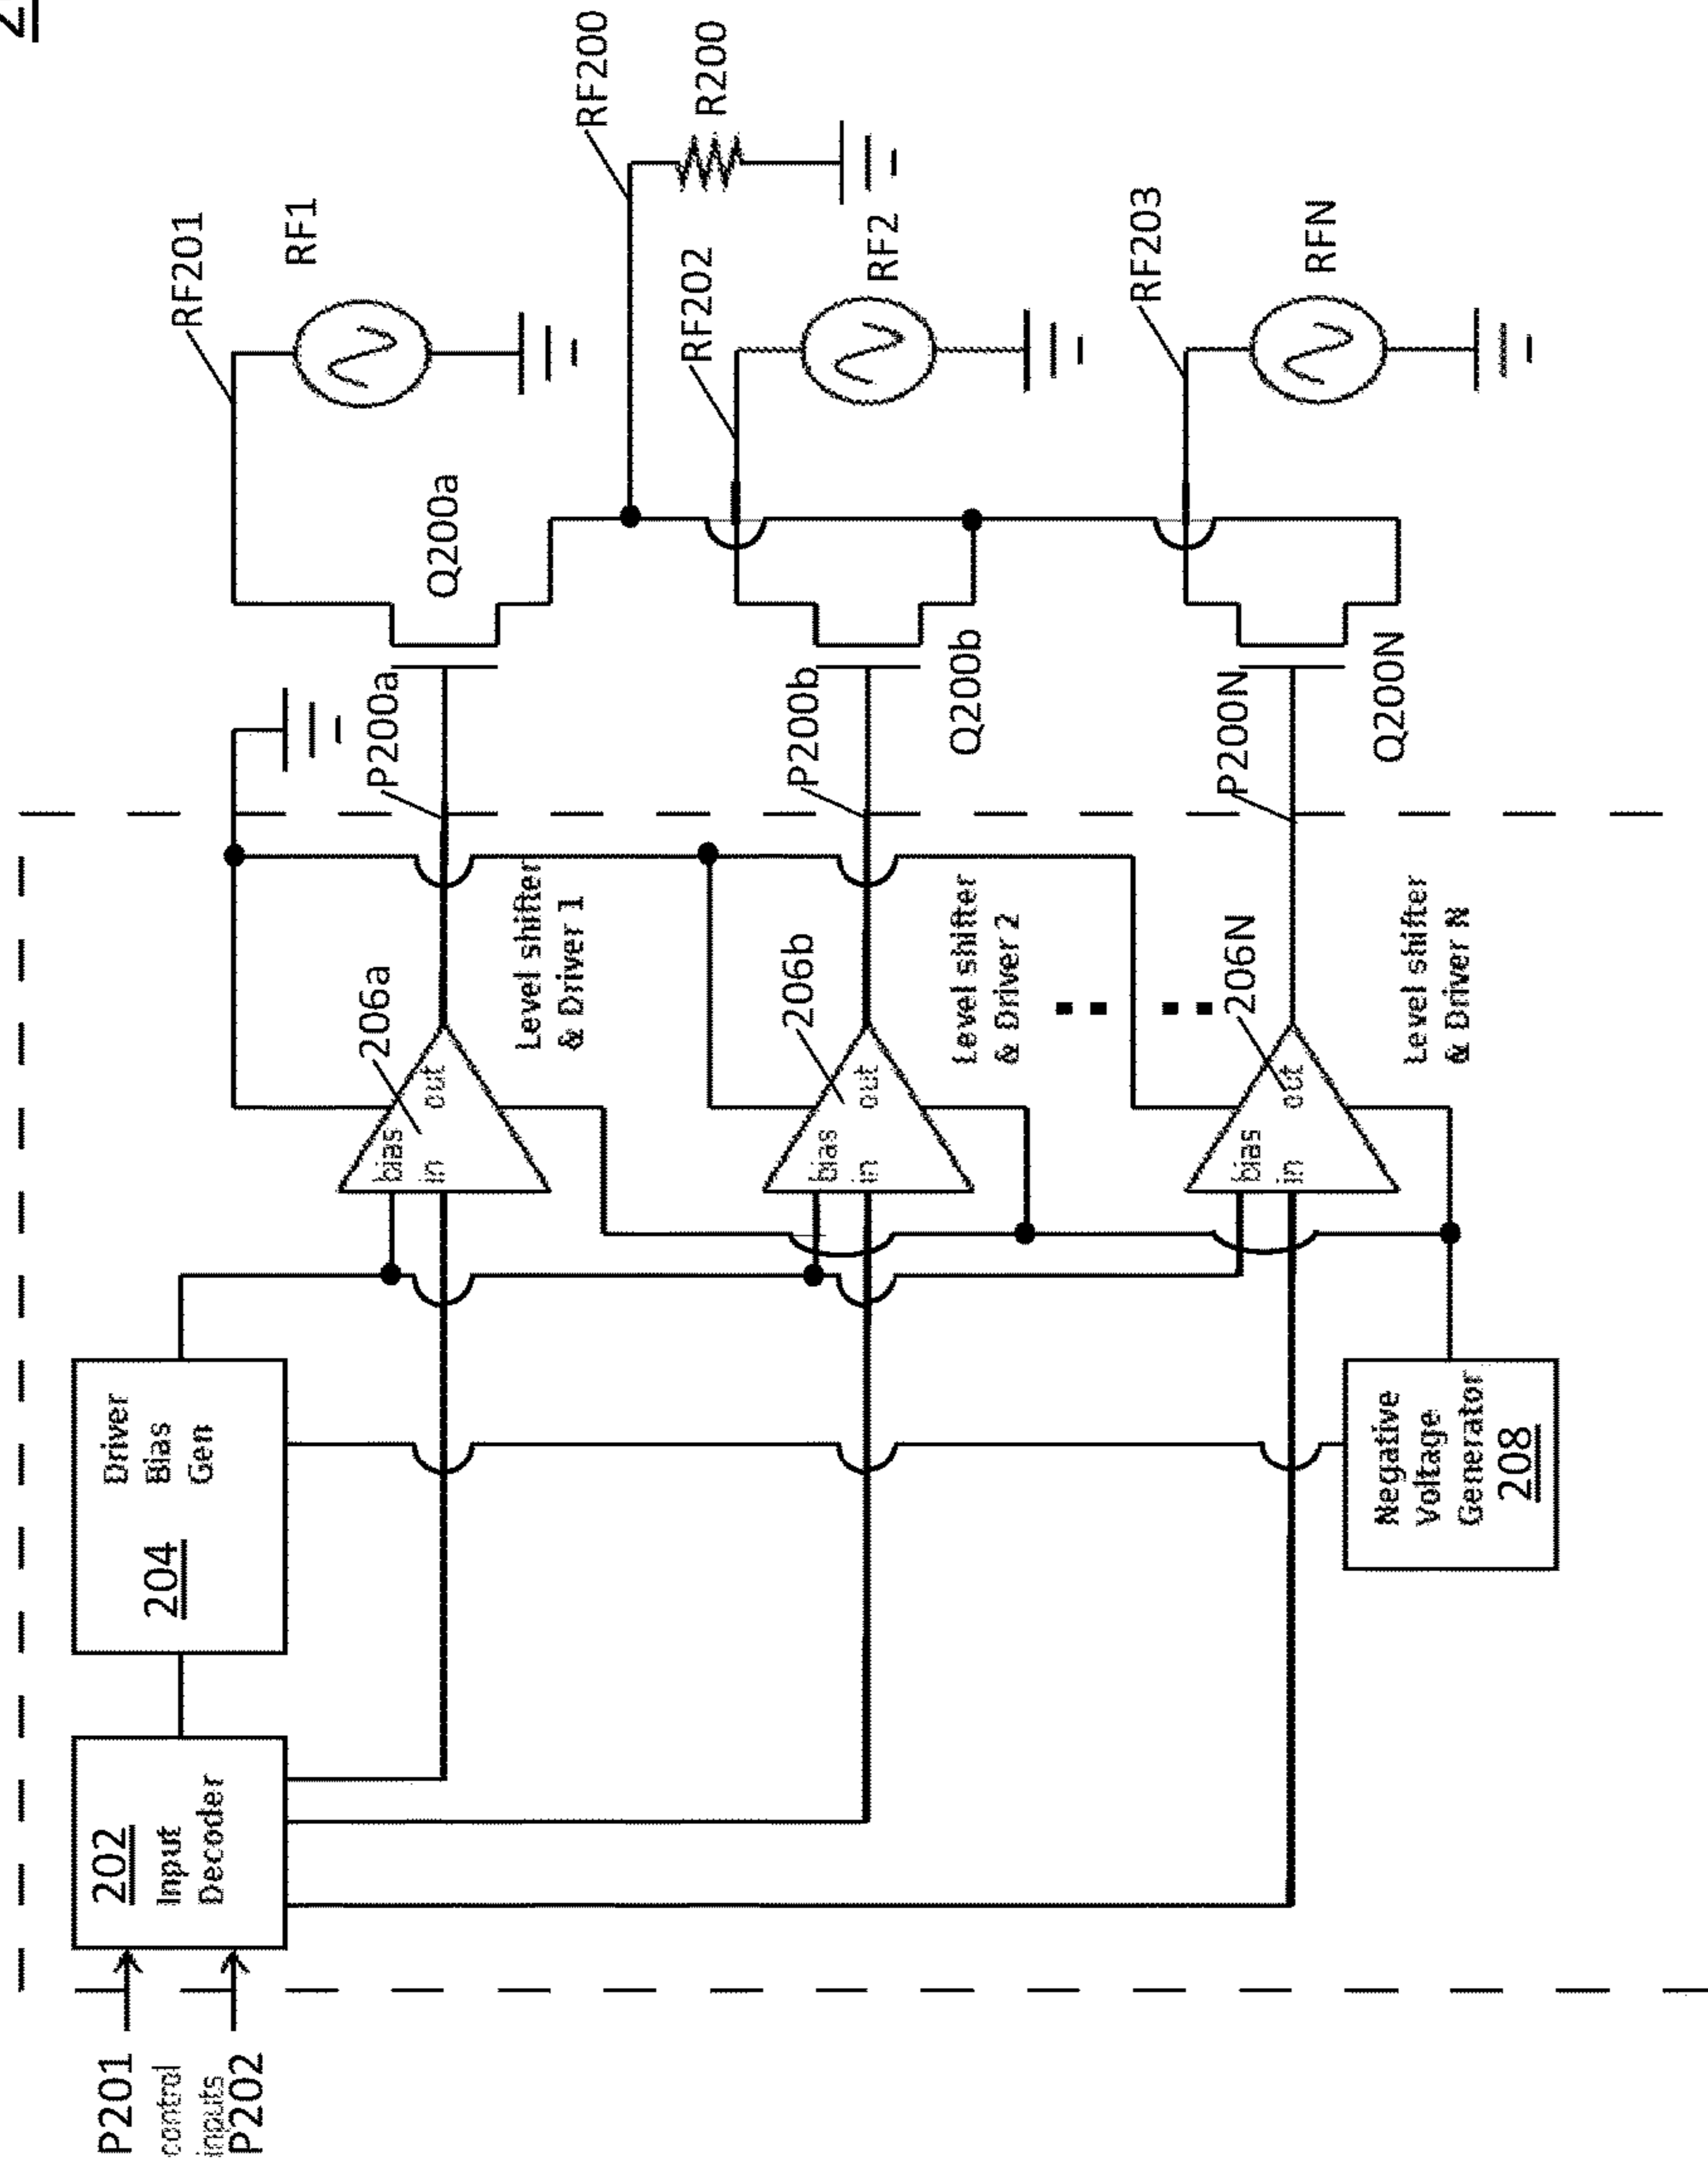 2
P201
control
inputs
P202
202
Input
Decoder
204
Driver
Bias
Gen
Negative
Voltage
Generator
208
bias
in
out
206a
Level shifter
& Driver 1
bias
in
out
206b
Level shifter
& Driver 2
bias
in
out
206N
Level shifter
& Driver N
P200a
P200b
P200N
Q200a
Q200b
Q200N
RF201
RF1
RF200
R200
RF202
RF2
RF203
RFN